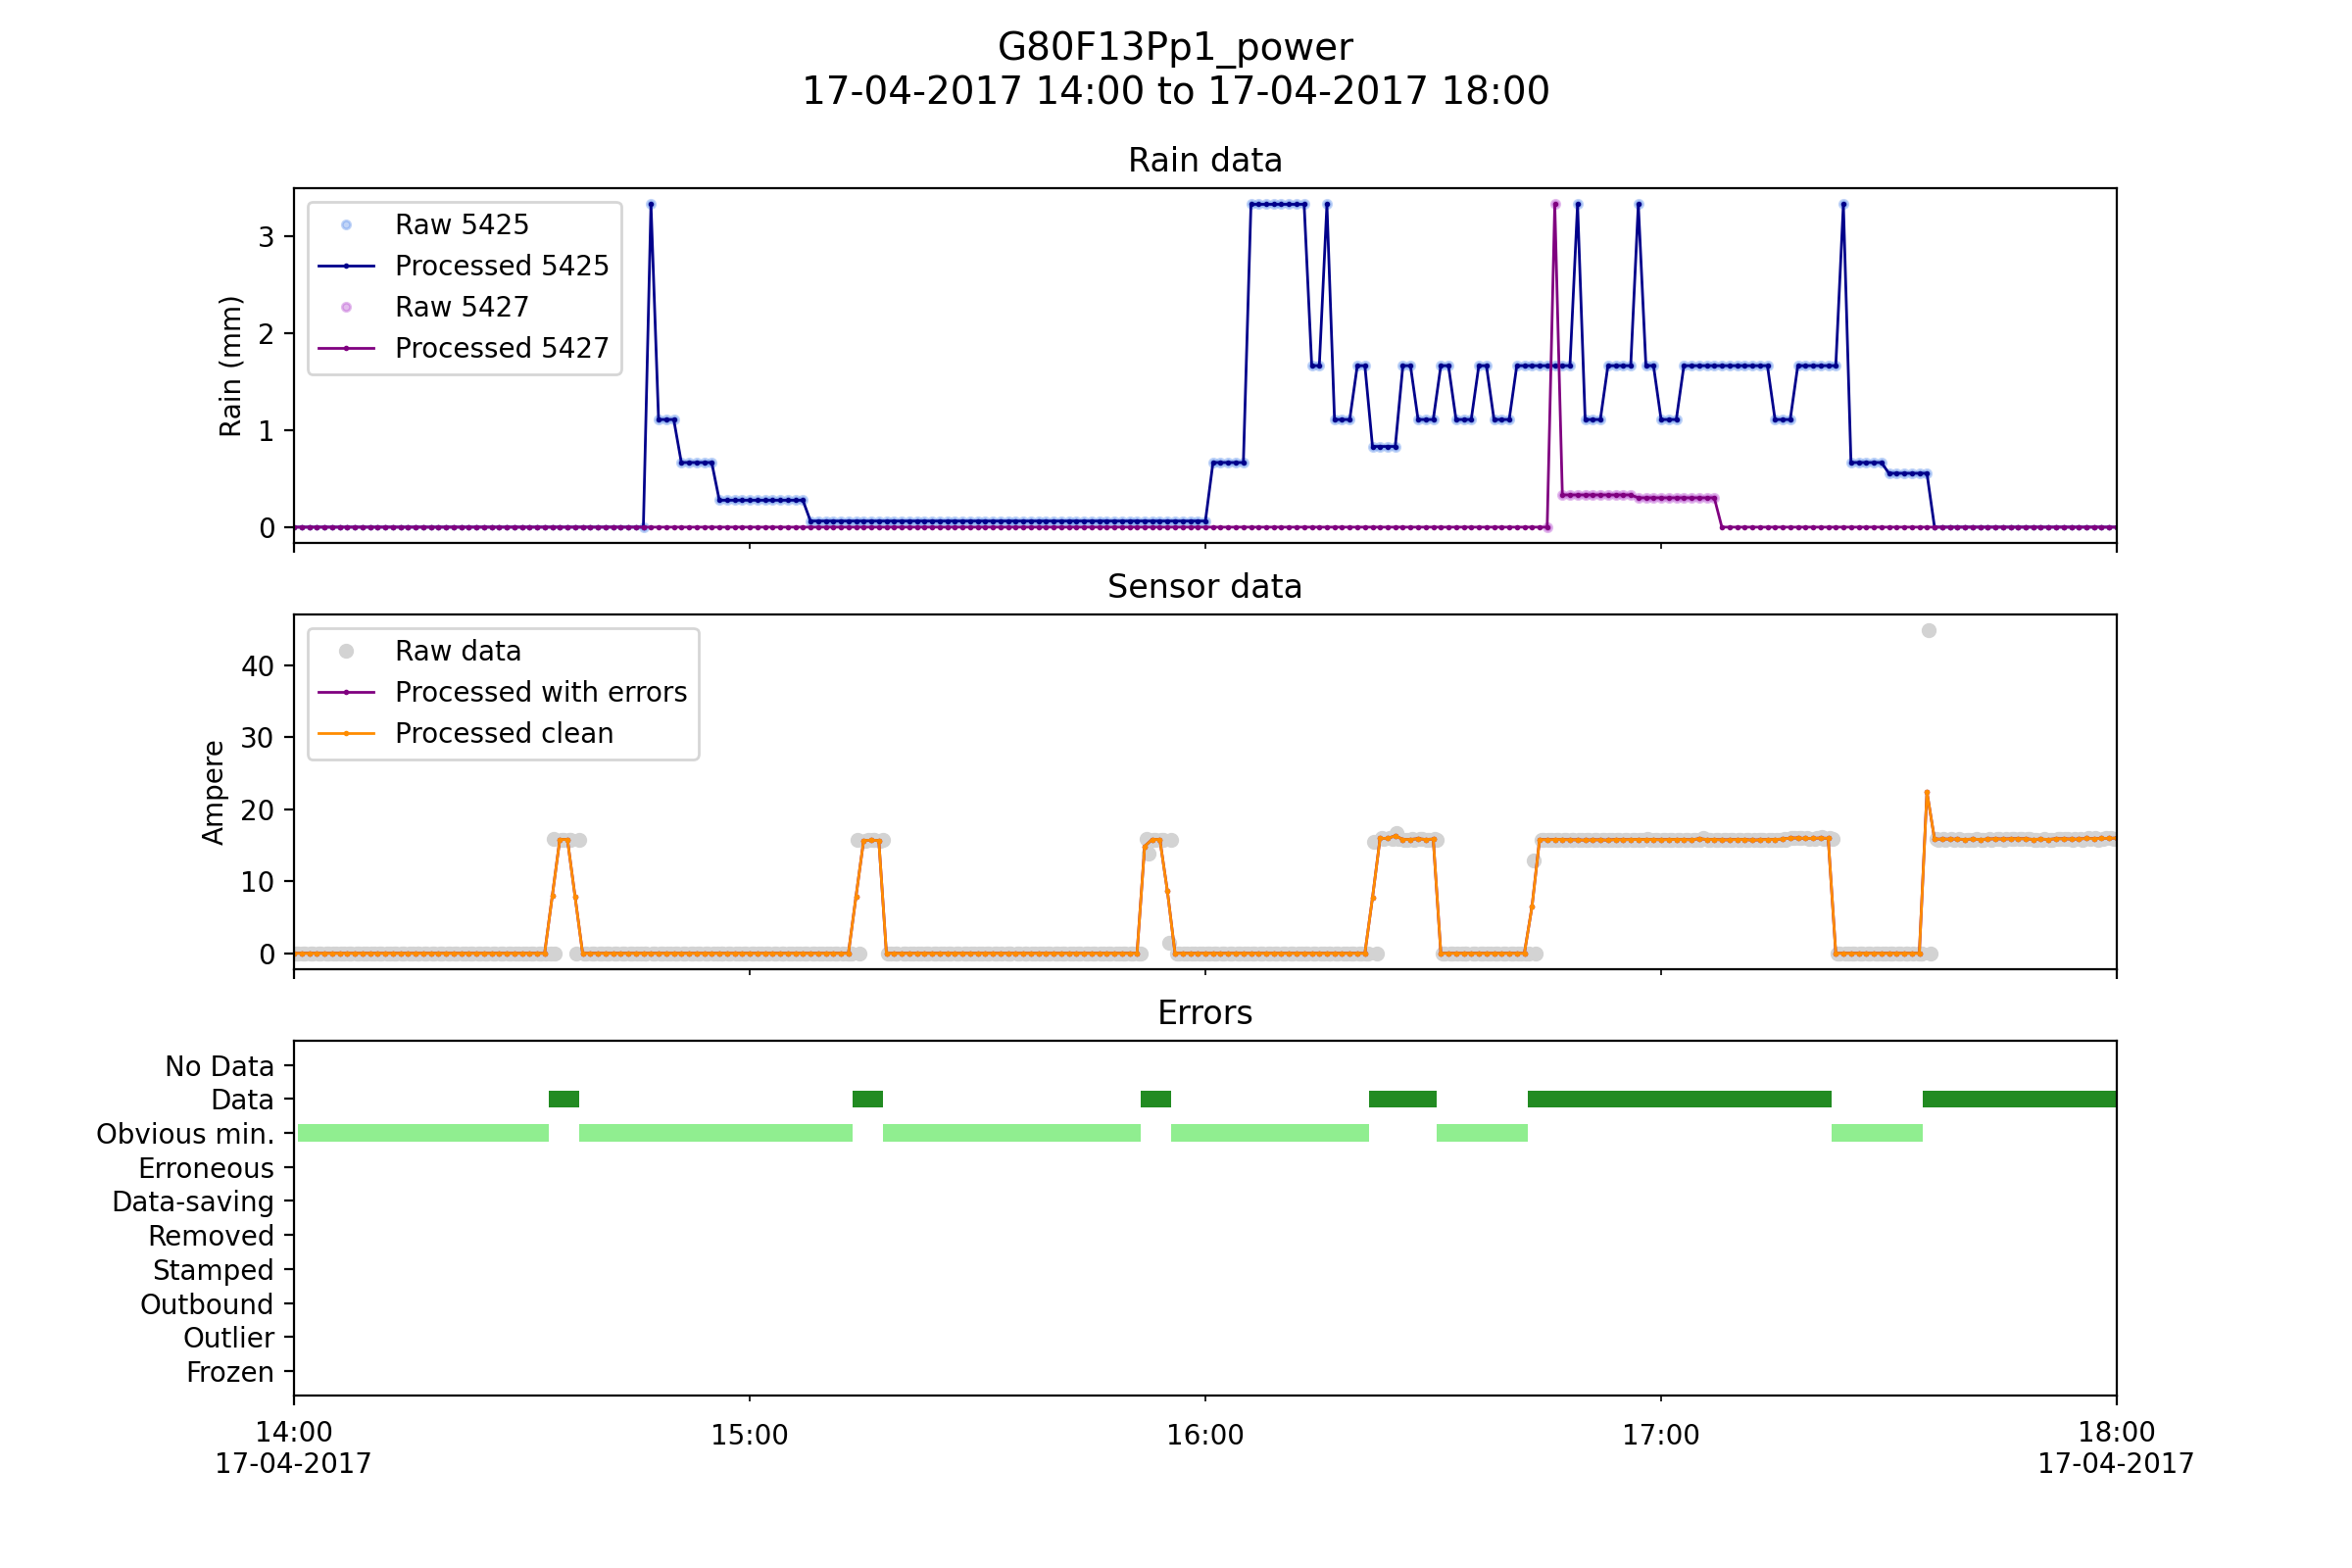 G80F13Pp1_power
17-04-2017 14:00 to 17-04-2017 18:00
Rain data
Rain (mm)
3
2
1
0
Raw 5425
Processed 5425
Raw 5427
Processed 5427
Sensor data
Ampere
40
30
20
10
0
Raw data
Processed with errors
Processed clean
Errors
No Data
Data
Obvious min.
Erroneous
Data-saving
Removed
Stamped
Outbound
Outlier
Frozen
14:00 15:00 16:00 17:00 18:00
17-04-2017 17-04-2017